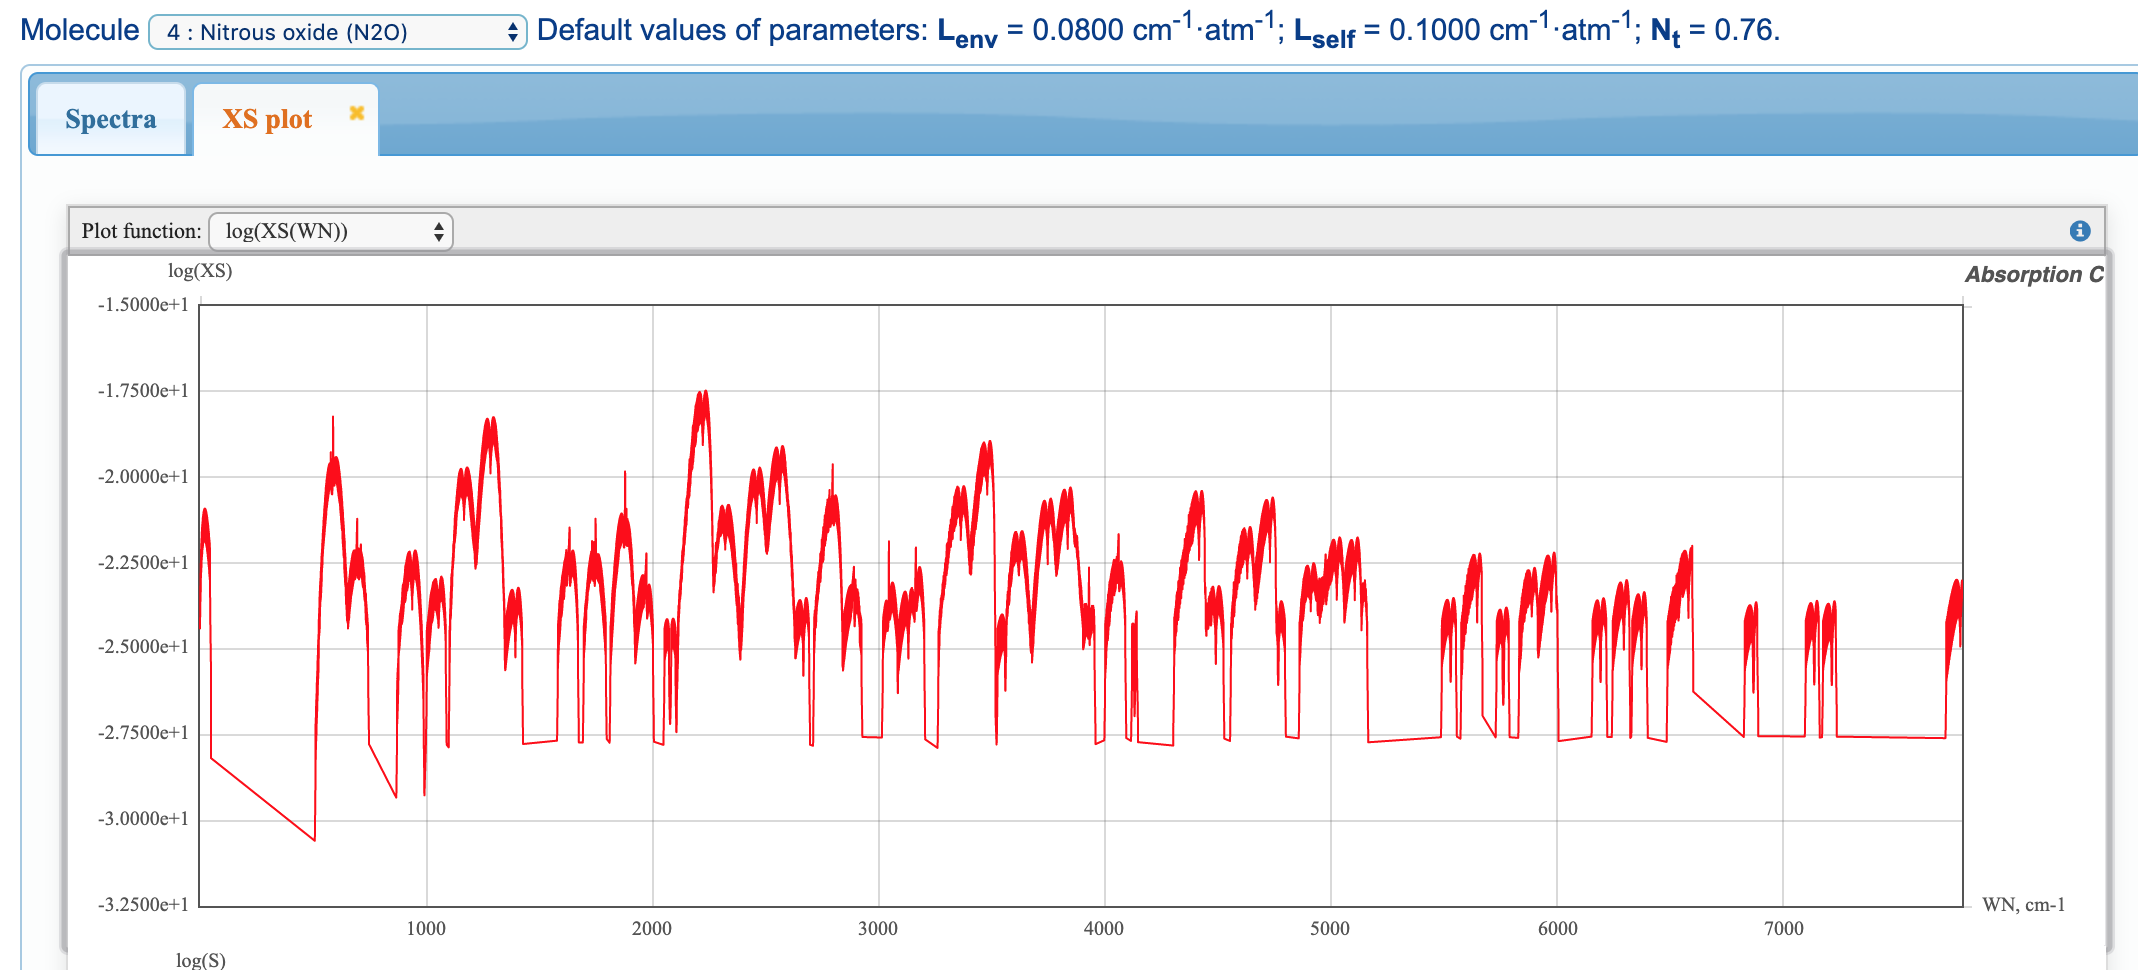 Molecule 4 : Nitrous oxide (N2O) Default values of parameters: Lenv = 0.0800 cm-1·atm-1; Lself = 0.1000 cm-1·atm-1; Nt = 0.76.
Spectra XS plot
Plot function: log(XS(WN))
log(XS)
Absorption C
-1.5000e+1
-1.7500e+1
-2.0000e+1
-2.2500e+1
-2.5000e+1
-2.7500e+1
-3.0000e+1
-3.2500e+1
WN, cm-1
1000 2000 3000 4000 5000 6000 7000
log(S)